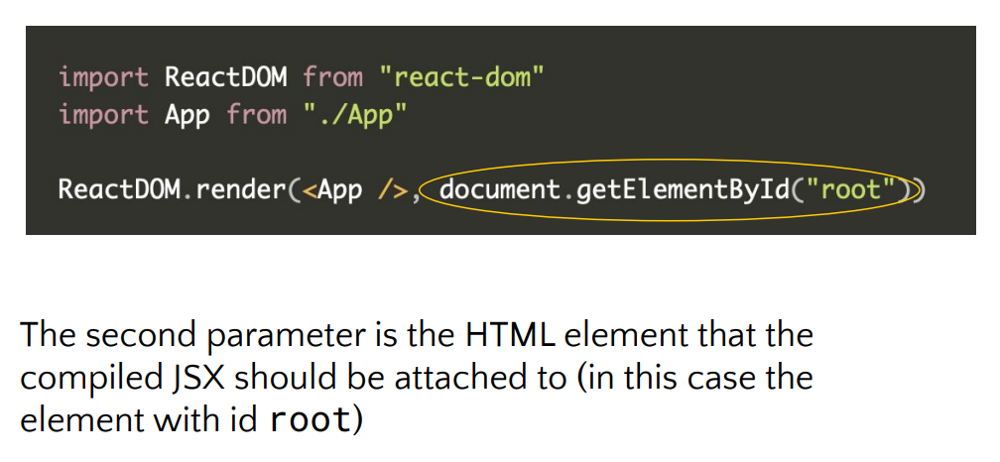 import ReactDOM from "react-dom"
import App from "./App"
ReactDOM.render(<App />, document.getElementById("root"))
The second parameter is the HTML element that the
compiled JSX should be attached to (in this case the
element with id root)